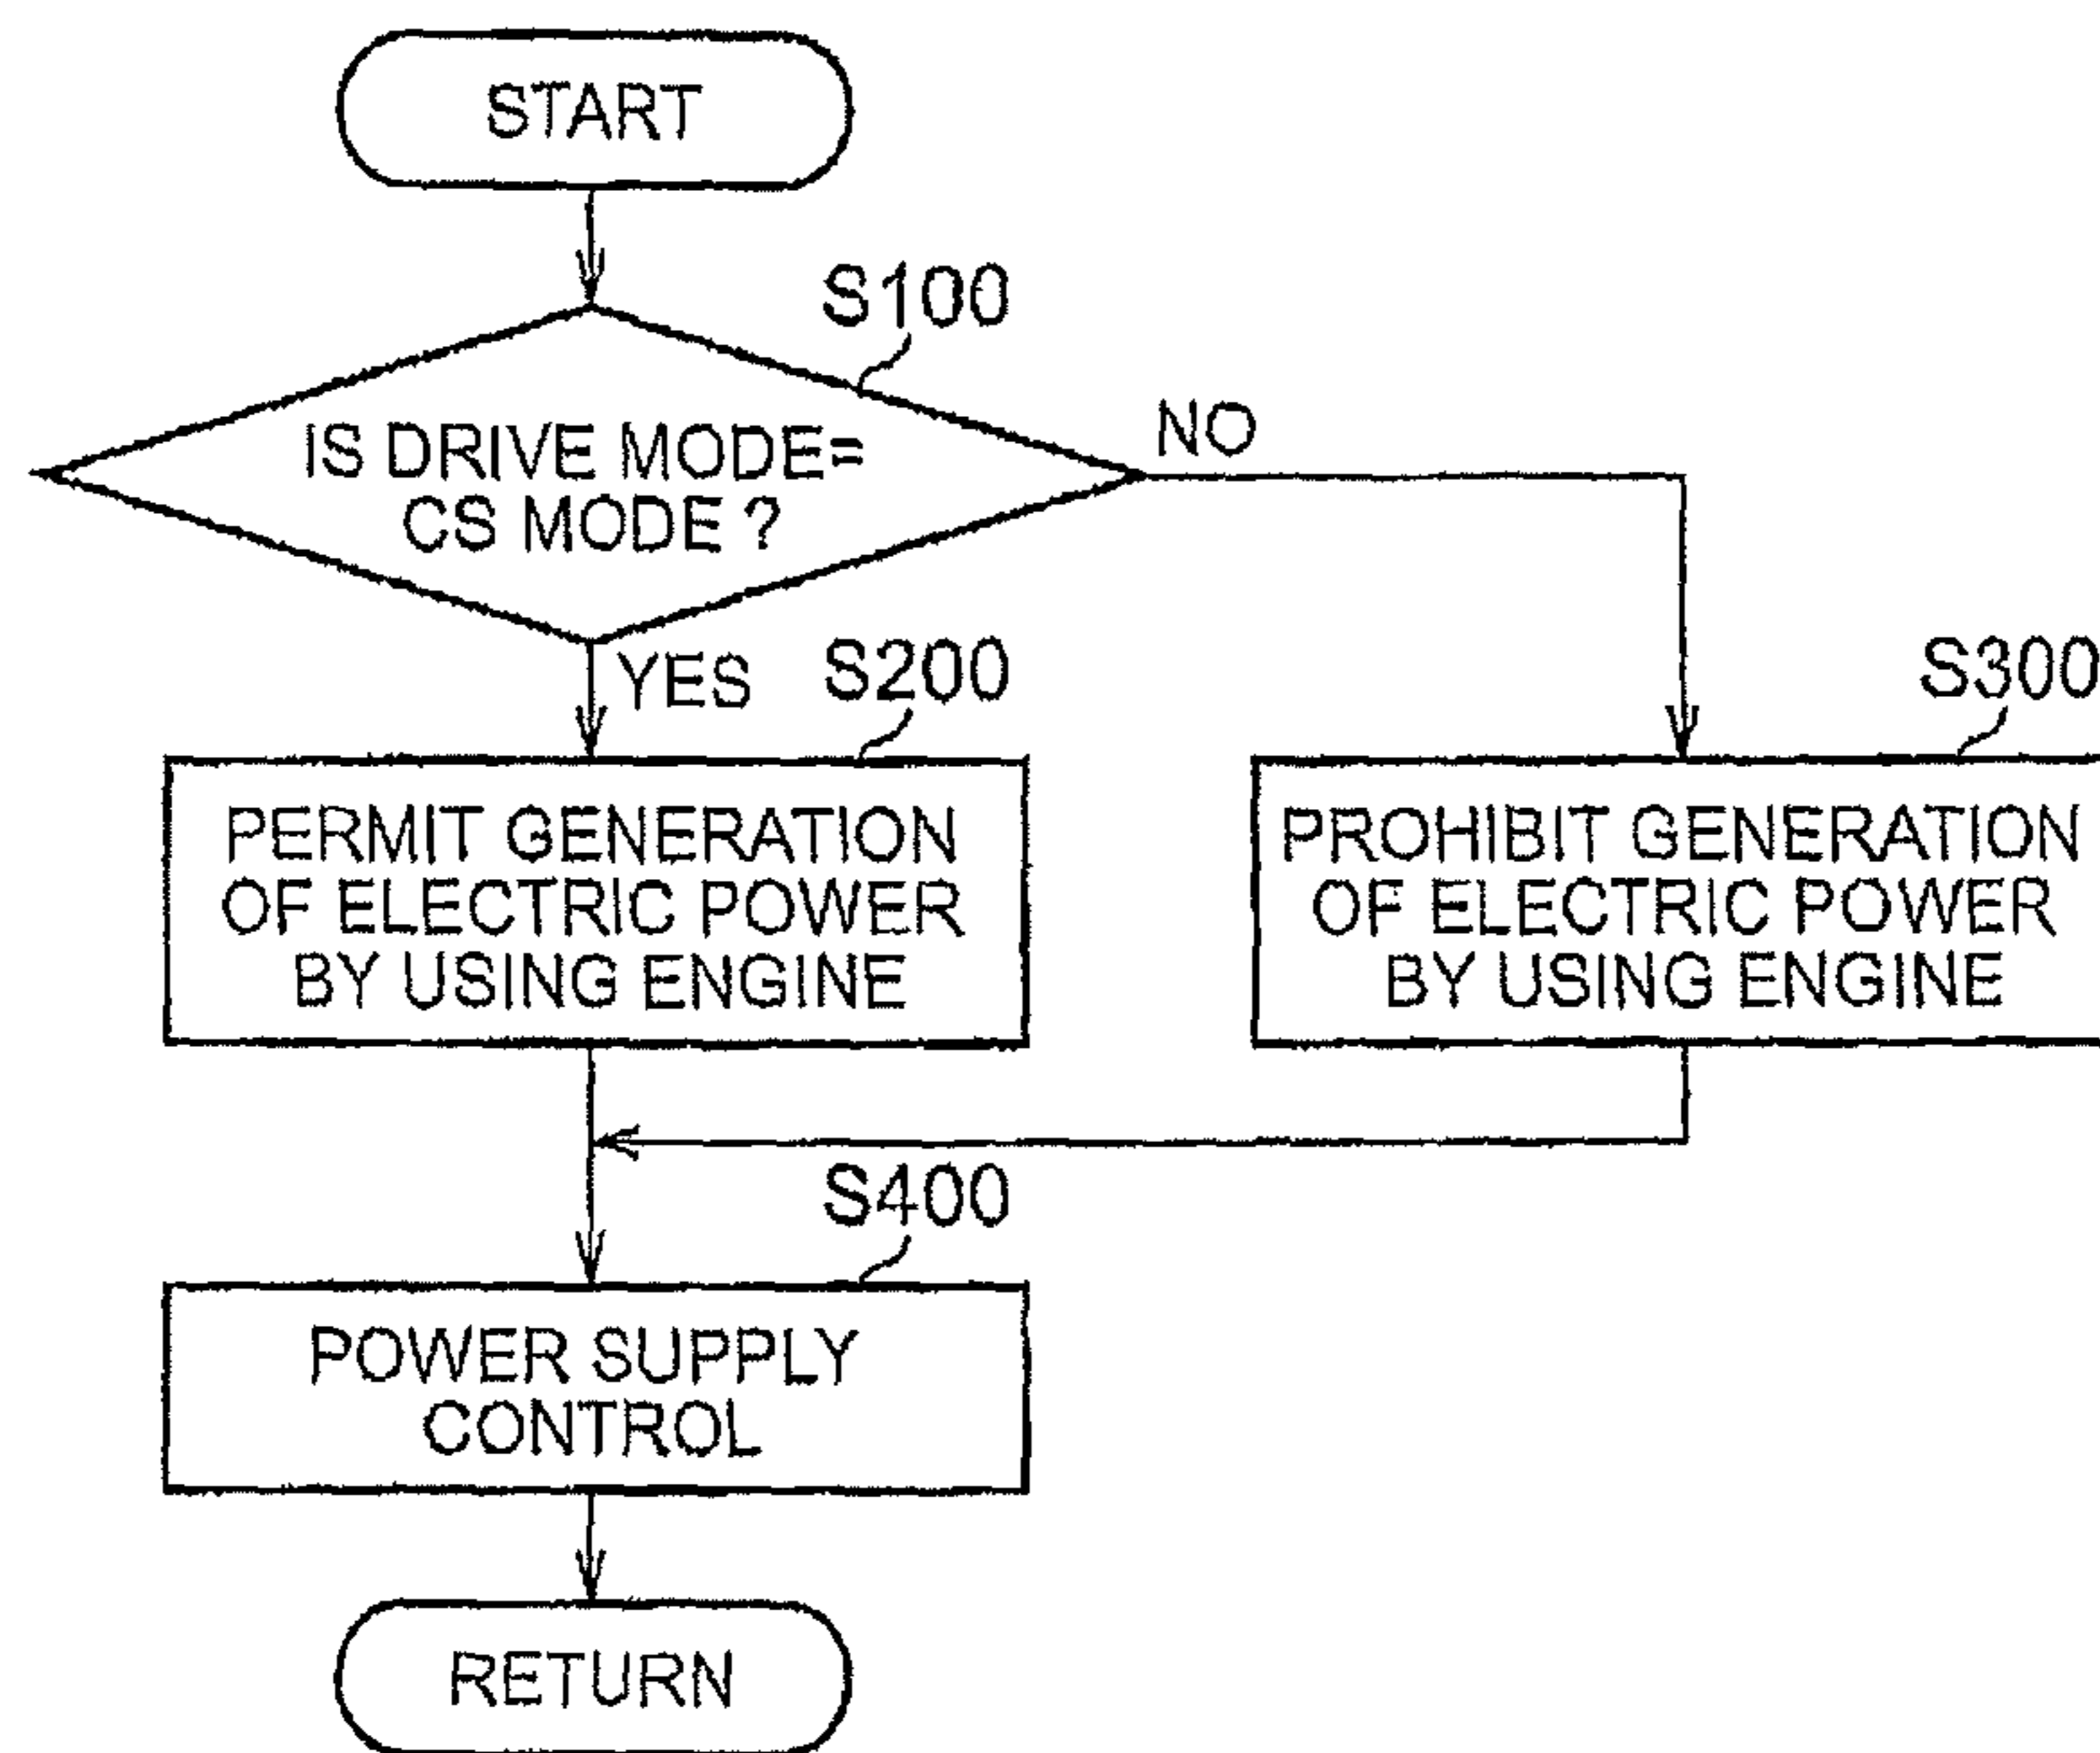 START
S100
IS DRIVE MODE=
CS MODE ?
NO
YES
S200
S300
PERMIT GENERATION
OF ELECTRIC POWER
BY USING ENGINE
PROHIBIT GENERATION
OF ELECTRIC POWER
BY USING ENGINE
S400
POWER SUPPLY
CONTROL
RETURN